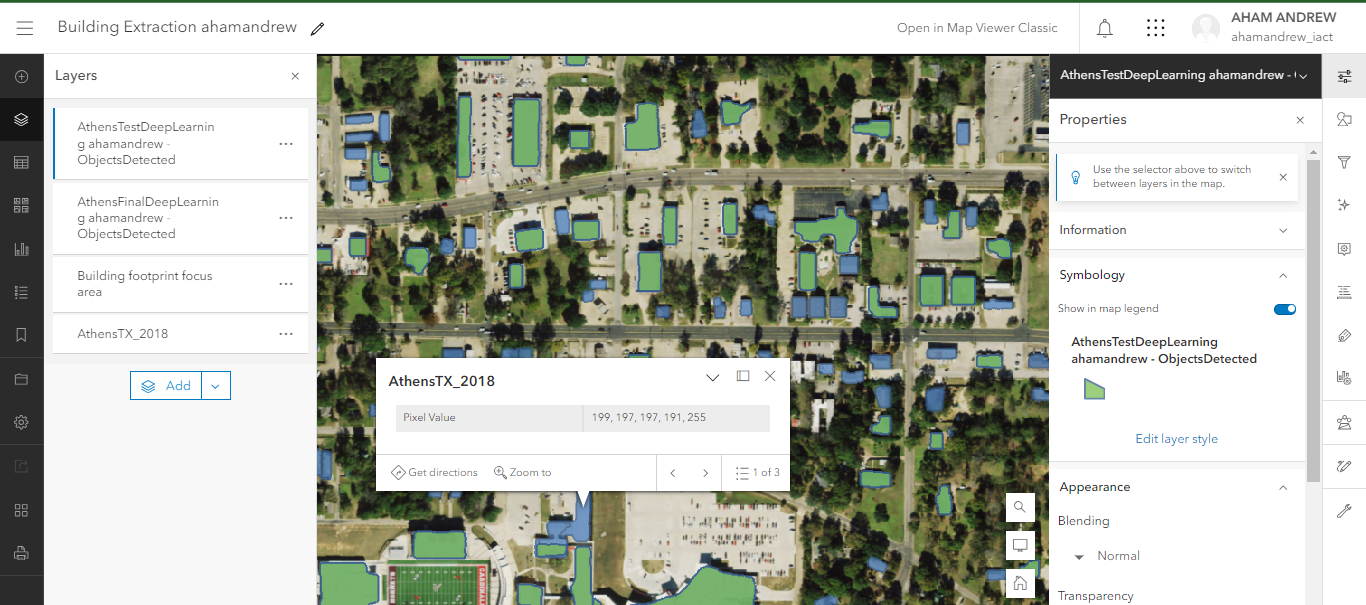 Building Extraction ahamandrew
Open in Map Viewer Classic
AHAM ANDREW
ahamandrew_iact
Layers
AthensTestDeepLearnin
g ahamandrew -
ObjectsDetected
AthensFinalDeepLearnin
g ahamandrew -
ObjectsDetected
Building footprint focus
area
AthensTX_2018
Add
AthensTX_2018
Pixel Value
199, 197, 197, 191, 255
Get directions
Zoom to
1 of 3
CARDINALS
AthensTestDeepLearning ahamandrew -
Properties
Use the selector above to switch
between layers in the map.
Information
Symbology
Show in map legend
AthensTestDeepLearning
ahamandrew - ObjectsDetected
Edit layer style
Appearance
Blending
Normal
Transparency